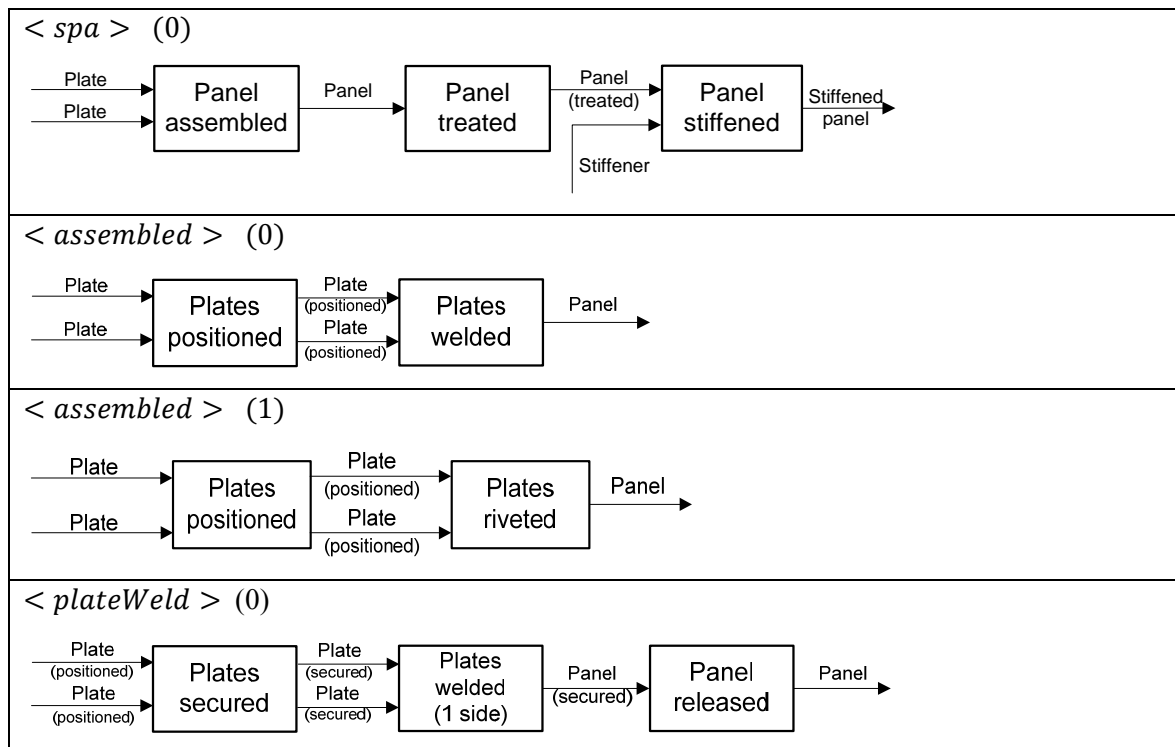 < spa > (0)
Plate
Plate
Panel
assembled
Panel
Panel
treated
Panel
(treated)
Stiffener
Panel
stiffened
Stiffened
panel
< assembled > (0)
Plate
Plate
Plates
positioned
Plate
(positioned)
Plate
(positioned)
Plates
welded
Panel
< assembled > (1)
Plate
Plate
Plates
positioned
Plate
(positioned)
Plate
(positioned)
Plates
riveted
Panel
< plateWeld > (0)
Plate
(positioned)
Plate
(positioned)
Plates
secured
Plate
(secured)
Plate
(secured)
Plates
welded
(1 side)
Panel
(secured)
Panel
released
Panel